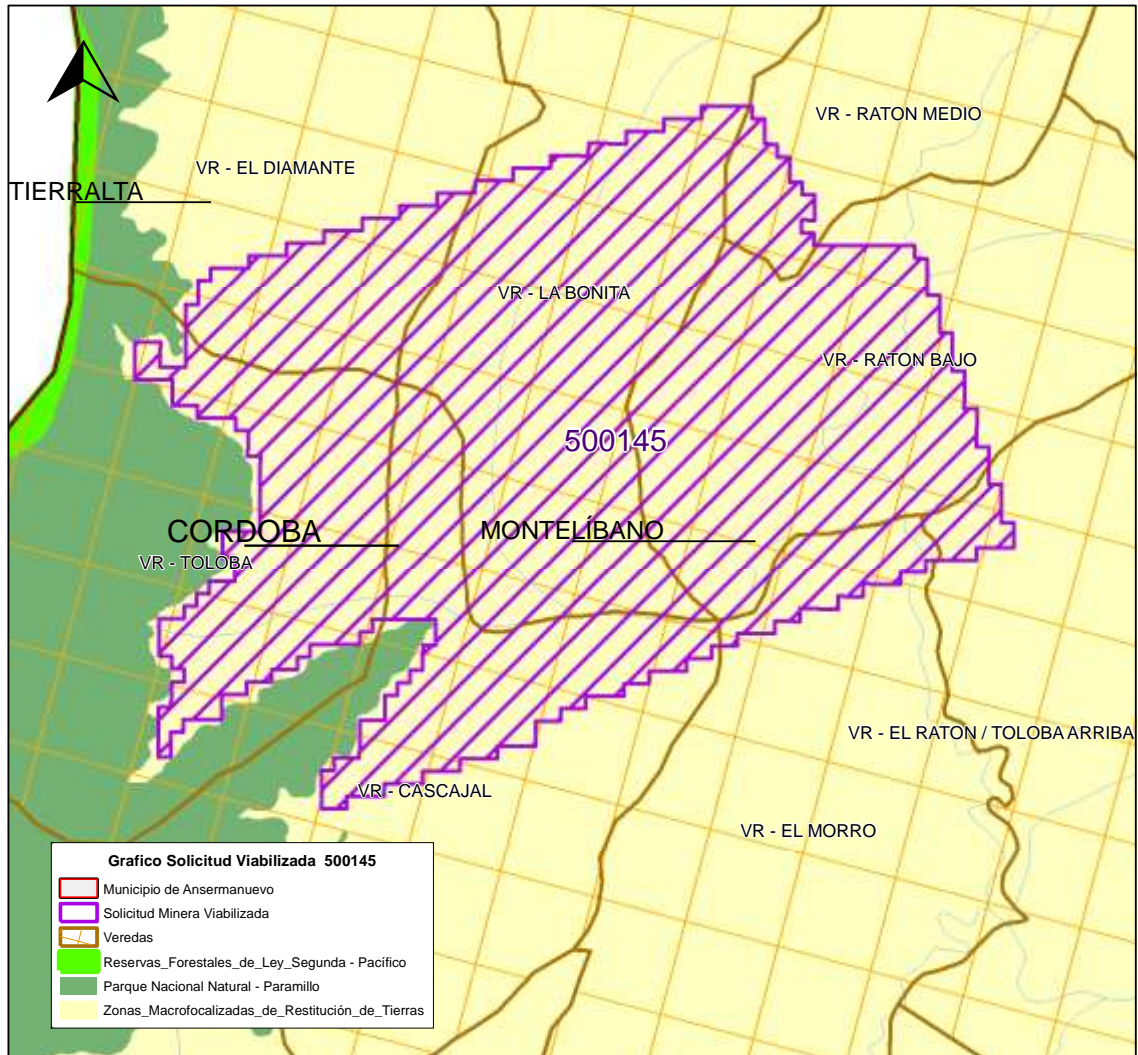 VR - RATON MEDIO
VR - EL DIAMANTE
TIERRALTA
VR - LA BONITA
VR - RATON BAJO
500145
CORDOBA
MONTELÍBANO
VR - TOLOBA
VR - EL RATON / TOLOBA ARRIBA
VR - CASCAJAL
VR - EL MORRO
Grafico Solicitud Viabilizada 500145
Municipio de Ansermanuevo
Solicitud Minera Viabilizada
Veredas
Reservas_Forestales_de_Ley_Segunda - Pacífico
Parque Nacional Natural - Paramillo
Zonas_Macrofocalizadas_de_Restitución_de_Tierras